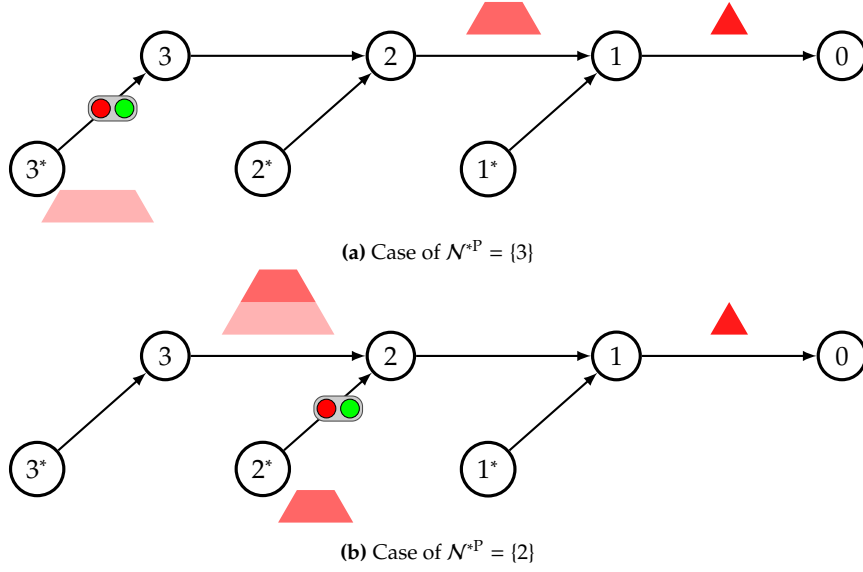 3 2 1 0
3* 2* 1*
(a) Case of 𝒩*ᴾ = {3}
3 2 1 0
3* 2* 1*
(b) Case of 𝒩*ᴾ = {2}